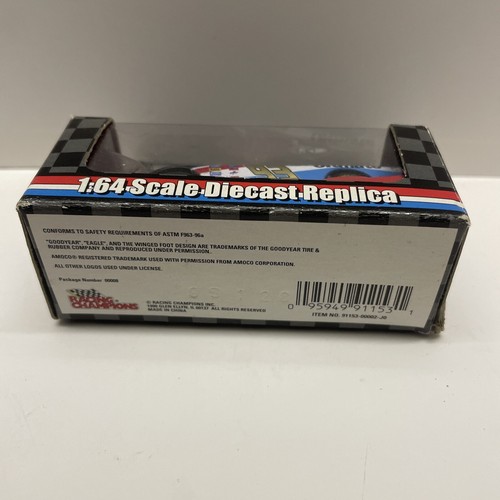 1:64 Scale Diecast Replica
CONFORMS TO SAFETY REQUIREMENTS OF ASTM F963-96a
"GOODYEAR", "EAGLE", AND THE WINGED FOOT DESIGN ARE TRADEMARKS OF THE GOODYEAR TIRE &
RUBBER COMPANY AND REPRODUCED UNDER PERMISSION.
AMOCO® REGISTERED TRADEMARK USED WITH PERMISSION FROM AMOCO CORPORATION.
ALL OTHER LOGOS USED UNDER LICENSE.
Package Number: 00000
RACING
CHAMPIONS
© RACING CHAMPIONS INC.
GLEN ELLYN, IL 60137 ALL RIGHTS RESERVED
MADE IN CHINA.
0 95949 91153 1
ITEM NO. 91153-00002-J0